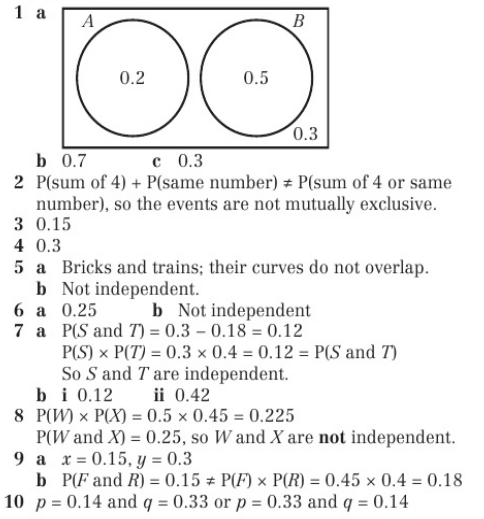 1 a A B
0.2 0.5
0.3
b 0.7 c 0.3
2 P(sum of 4) + P(same number) ≠ P(sum of 4 or same
number), so the events are not mutually exclusive.
3 0.15
4 0.3
5 a Bricks and trains; their curves do not overlap.
b Not independent.
6 a 0.25 b Not independent
7 a P(S and T) = 0.3 – 0.18 = 0.12
P(S) × P(T) = 0.3 × 0.4 = 0.12 = P(S and T)
So S and T are independent.
b i 0.12 ii 0.42
8 P(W) × P(X) = 0.5 × 0.45 = 0.225
P(W and X) = 0.25, so W and X are not independent.
9 a x = 0.15, y = 0.3
b P(F and R) = 0.15 ≠ P(F) × P(R) = 0.45 × 0.4 = 0.18
10 p = 0.14 and q = 0.33 or p = 0.33 and q = 0.14